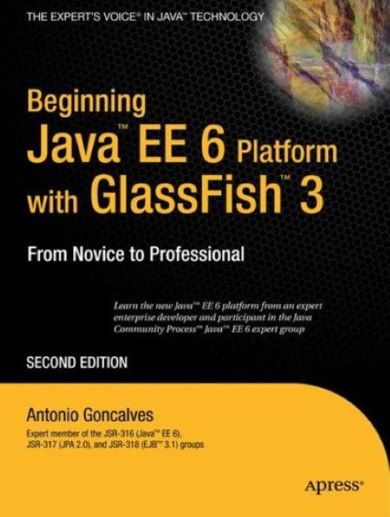 THE EXPERT'S VOICE® IN JAVA™ TECHNOLOGY
Beginning
Java™ EE 6 Platform
with GlassFish™ 3
From Novice to Professional
Learn the new Java™ EE 6 platform from an expert
enterprise developer and participant in the Java
Community Process™ Java™ EE 6 expert group
SECOND EDITION
Antonio Goncalves
Expert member of the JSR-316 (Java™ EE 6),
JSR-317 (JPA 2.0), and JSR-318 (EJB™ 3.1) groups
Apress®